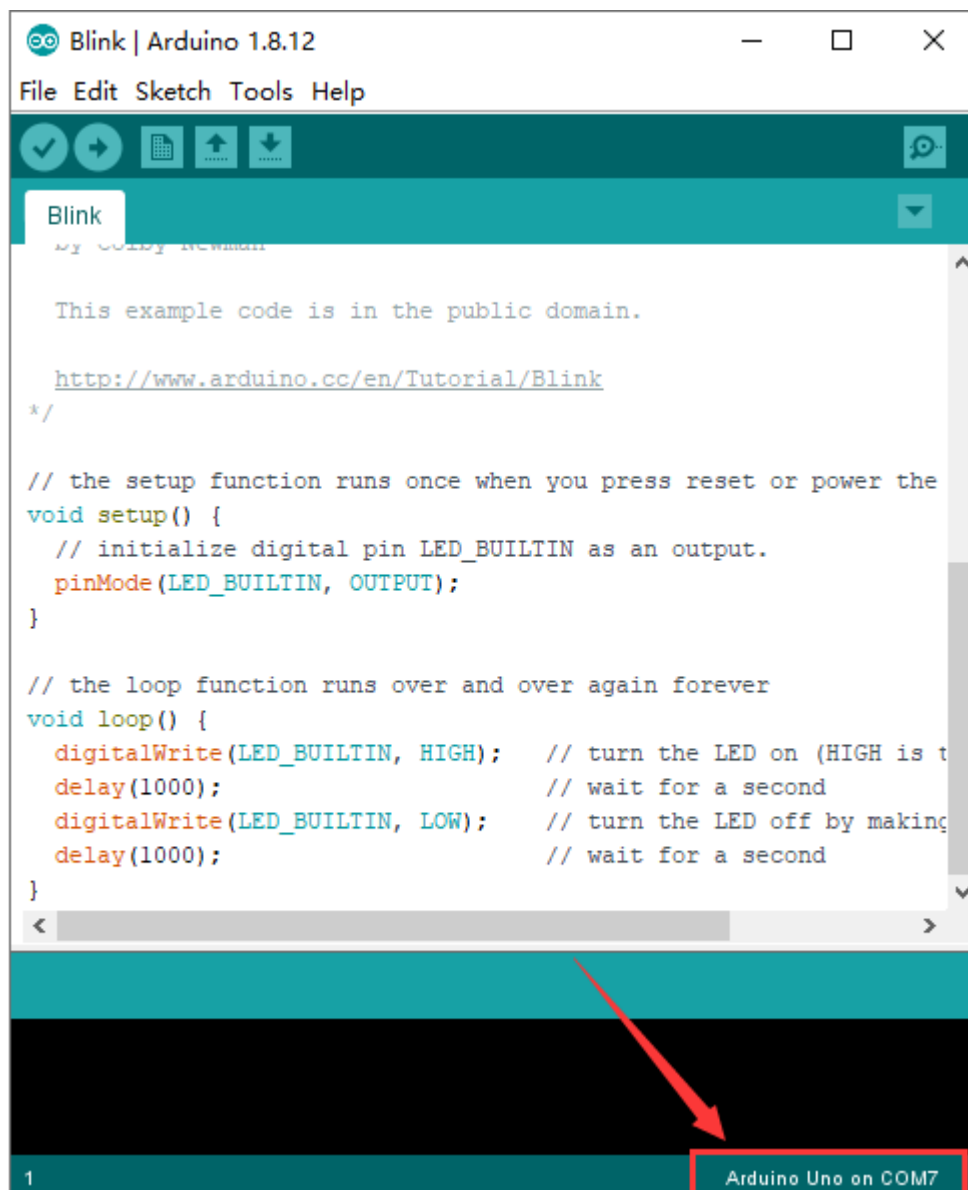 Blink | Arduino 1.8.12
File Edit Sketch Tools Help
Blink
by Colby Newman
This example code is in the public domain.
http://www.arduino.cc/en/Tutorial/Blink
*/
// the setup function runs once when you press reset or power the
void setup() {
  // initialize digital pin LED_BUILTIN as an output.
  pinMode(LED_BUILTIN, OUTPUT);
}
// the loop function runs over and over again forever
void loop() {
  digitalWrite(LED_BUILTIN, HIGH);   // turn the LED on (HIGH is t
  delay(1000);                       // wait for a second
  digitalWrite(LED_BUILTIN, LOW);    // turn the LED off by making
  delay(1000);                       // wait for a second
}
1
Arduino Uno on COM7